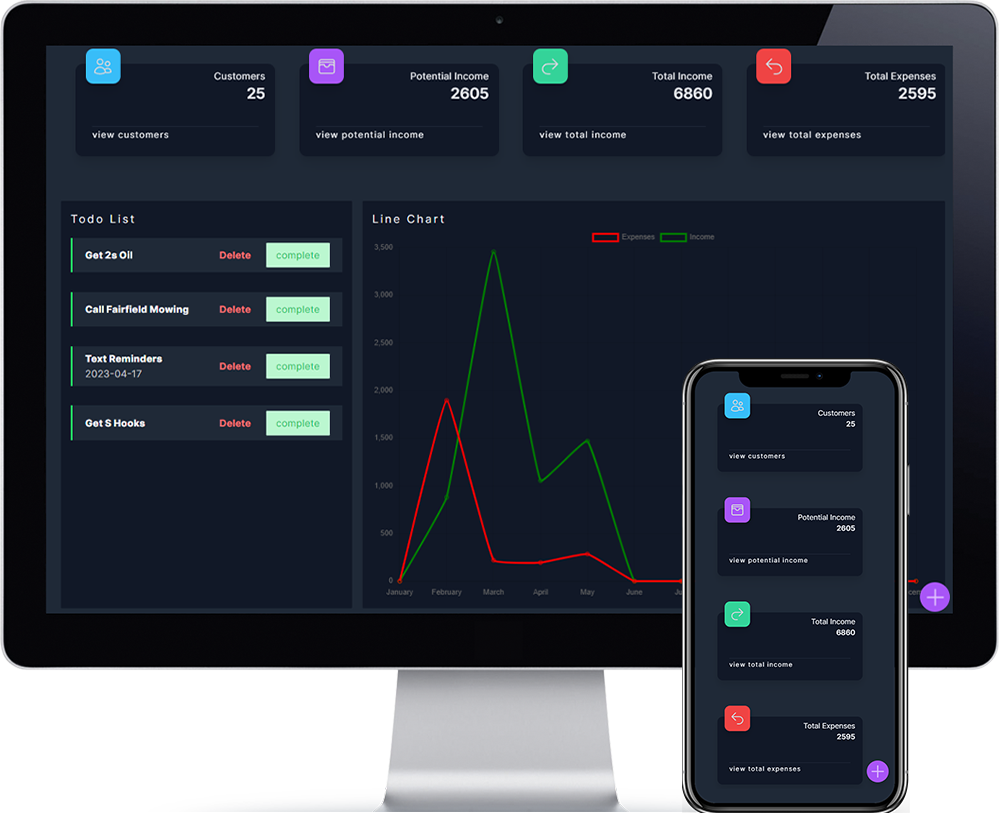 Customers
25
view customers
Potential Income
2605
view potential income
Total Income
6860
view total income
Total Expenses
2595
view total expenses
Todo List
Get 2s Oil Delete complete
Call Fairfield Mowing Delete complete
Text Reminders
2023-04-17
Delete complete
Get S Hooks Delete complete
Line Chart
Expenses Income
3,500
3,000
2,500
2,000
1,500
1,000
500
0
January February March April May June
Customers
25
view customers
Potential Income
2605
view potential income
Total Income
6860
view total income
Total Expenses
2595
view total expenses